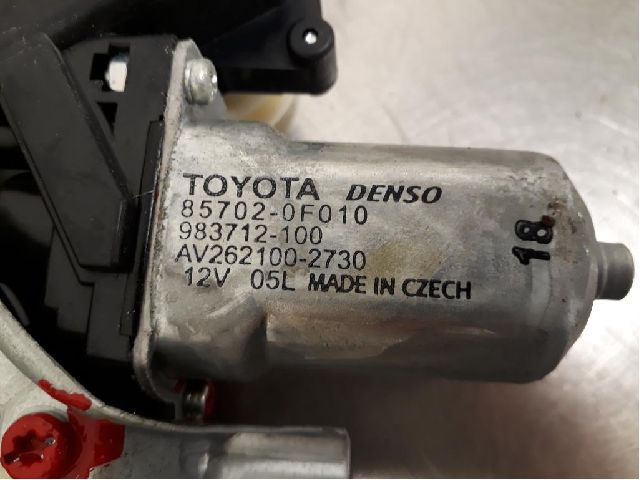 TOYOTA DENSO
85702-0F010
983712-100
AV262100-2730
12V 05L MADE IN CZECH
18